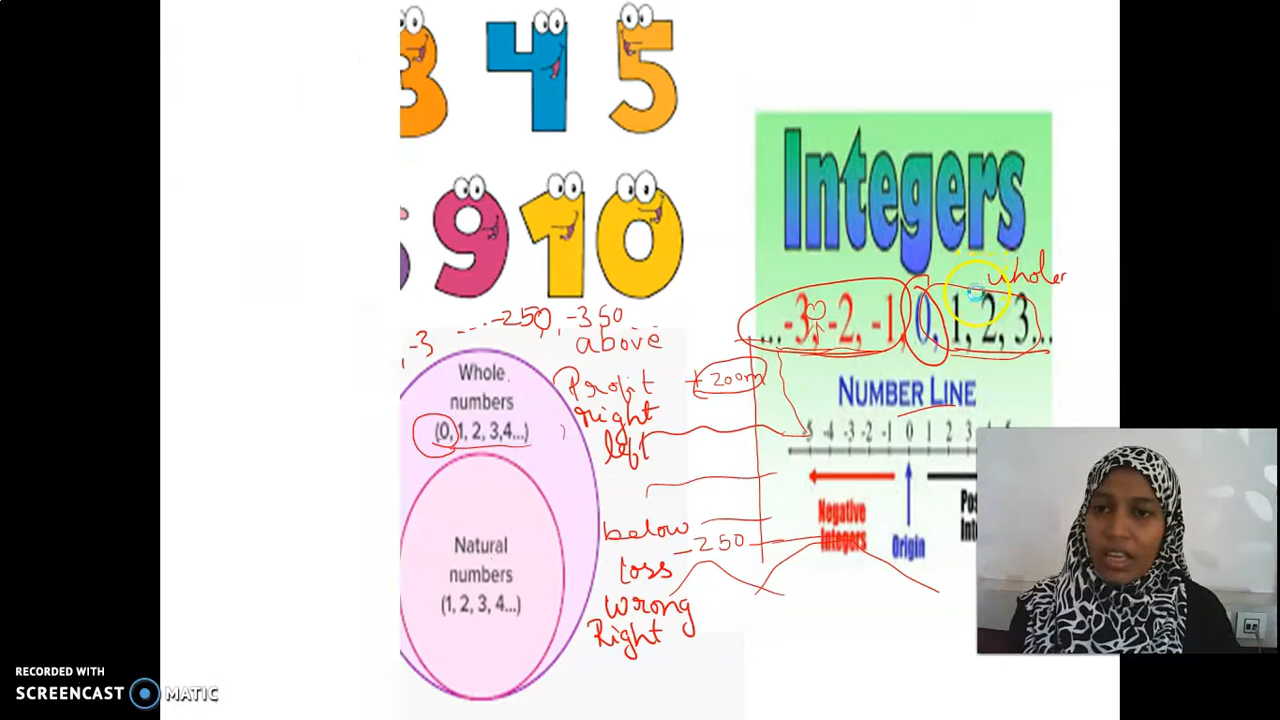 3 4 5
9 10
Integers
whole
...-250, -350
, -3
above
...-3, -2, -1, 0, 1, 2, 3...
Whole
numbers
(0, 1, 2, 3,4...)
Profit
+200m
right
left
NUMBER LINE
-4 -3 -2 -1 0 1 2 3
Negative
Integers
Origin
below
-250
Natural
numbers
(1, 2, 3, 4...)
loss
wrong
Right
RECORDED WITH
SCREENCAST MATIC